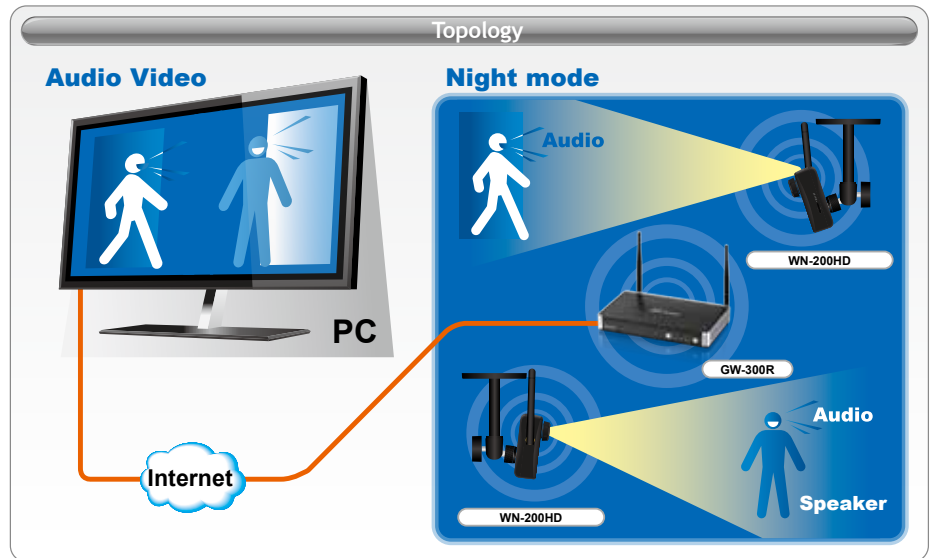 Topology
Audio Video
Night mode
Audio
WN-200HD
PC
GW-300R
Audio
Internet
Speaker
WN-200HD